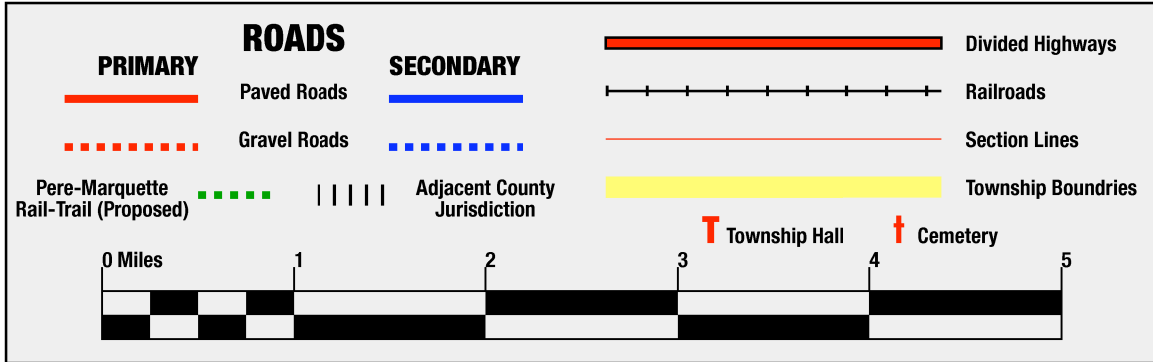 ROADS
PRIMARY
SECONDARY
Paved Roads
Gravel Roads
Pere-Marquette
Rail-Trail (Proposed)
Adjacent County
Jurisdiction
Divided Highways
Railroads
Section Lines
Township Boundries
Township Hall
Cemetery
0 Miles 1 2 3 4 5